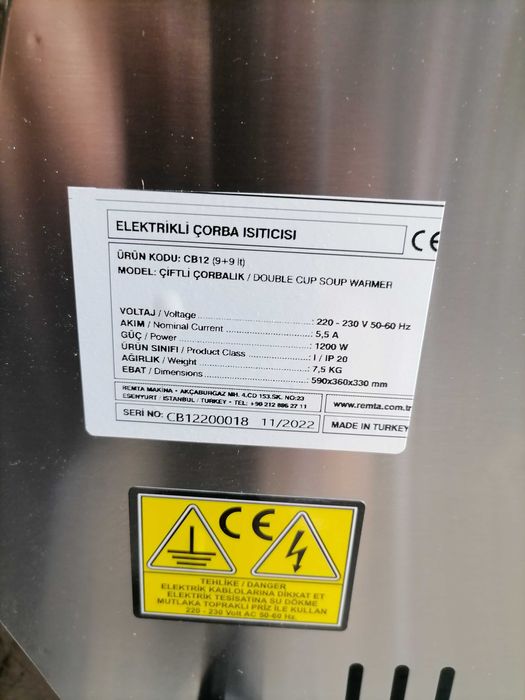 ELEKTRİKLİ ÇORBA ISITICISI CE
ÜRÜN KODU: CB12 (9+9 lt)
MODEL: ÇİFTLİ ÇORBALIK / DOUBLE CUP SOUP WARMER
VOLTAJ / Voltage : 220 - 230 V 50-60 Hz
AKIM / Nominal Current : 5,5 A
GÜÇ / Power : 1200 W
ÜRÜN SINIFI / Product Class : I / IP 20
AĞIRLIK / Weight : 7,5 KG
EBAT / Dimensions 590x360x330 mm
REMTA MAKİNA - AKÇABURGAZ MH. 4.CD 153.SK. NO:23
ESENYURT / İSTANBUL / TURKEY - TEL: +90 212 886 27 11
www.remta.com.tr
SERİ NO: CB12200018 11/2022
MADE IN TURKEY
CE
TEHLİKE / DANGER
ELEKTRİK KABLOLARINA DİKKAT ET
ELEKTRİK TESİSATINA SU DÖKME
MUTLAKA TOPRAKLI PRİZ İLE KULLAN
220 - 230 Volt AC 50-60 Hz.